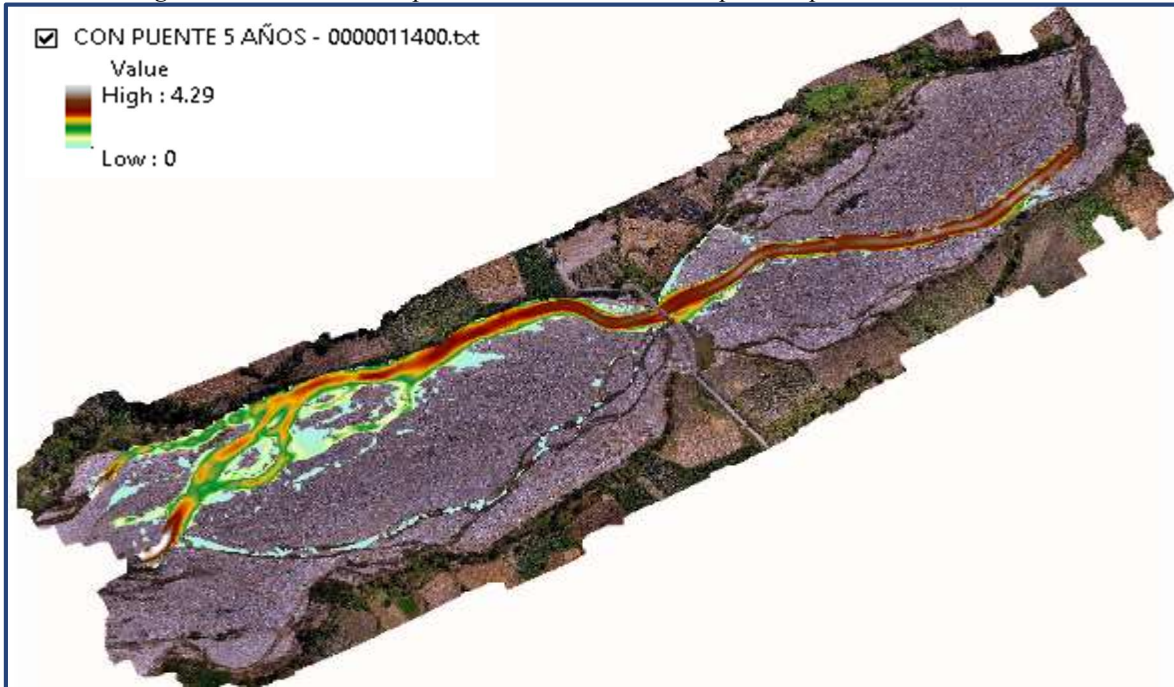 CON PUENTE 5 AÑOS - 0000011400.txt
Value
High : 4.29
Low : 0